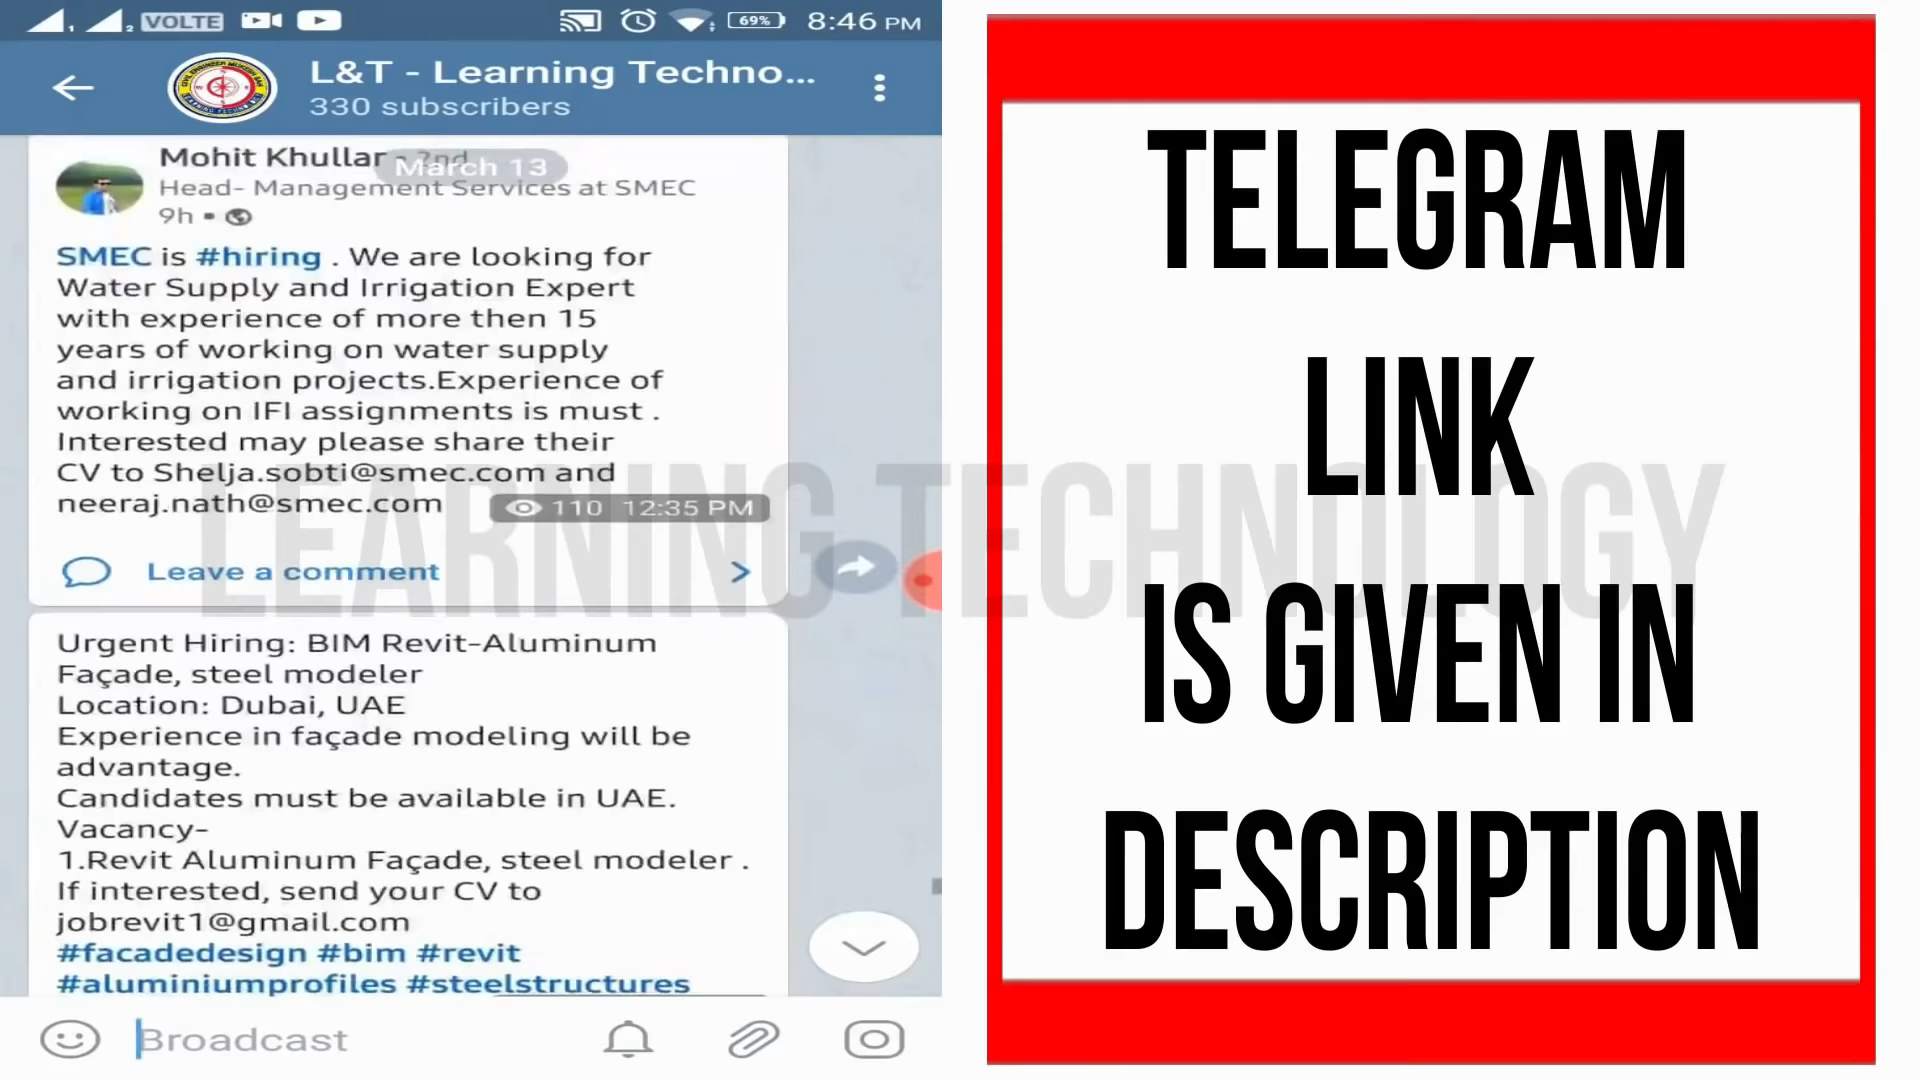 1 2 VOLTE 69% 8:46 PM
L&T - Learning Techno...
330 subscribers
March 13
Mohit Khullar - 2nd
Head- Management Services at SMEC
9h •
SMEC is #hiring . We are looking for
Water Supply and Irrigation Expert
with experience of more then 15
years of working on water supply
and irrigation projects.Experience of
working on IFI assignments is must .
Interested may please share their
CV to Shelja.sobti@smec.com and
neeraj.nath@smec.com
110 12:35 PM
Leave a comment
Urgent Hiring: BIM Revit-Aluminum
Façade, steel modeler
Location: Dubai, UAE
Experience in façade modeling will be
advantage.
Candidates must be available in UAE.
Vacancy-
1.Revit Aluminum Façade, steel modeler .
If interested, send your CV to
jobrevit1@gmail.com
#facadedesign #bim #revit
#aluminiumprofiles #steelstructures
Broadcast
TELEGRAM
LINK
IS GIVEN IN
DESCRIPTION
LEARNING TECHNOLOGY